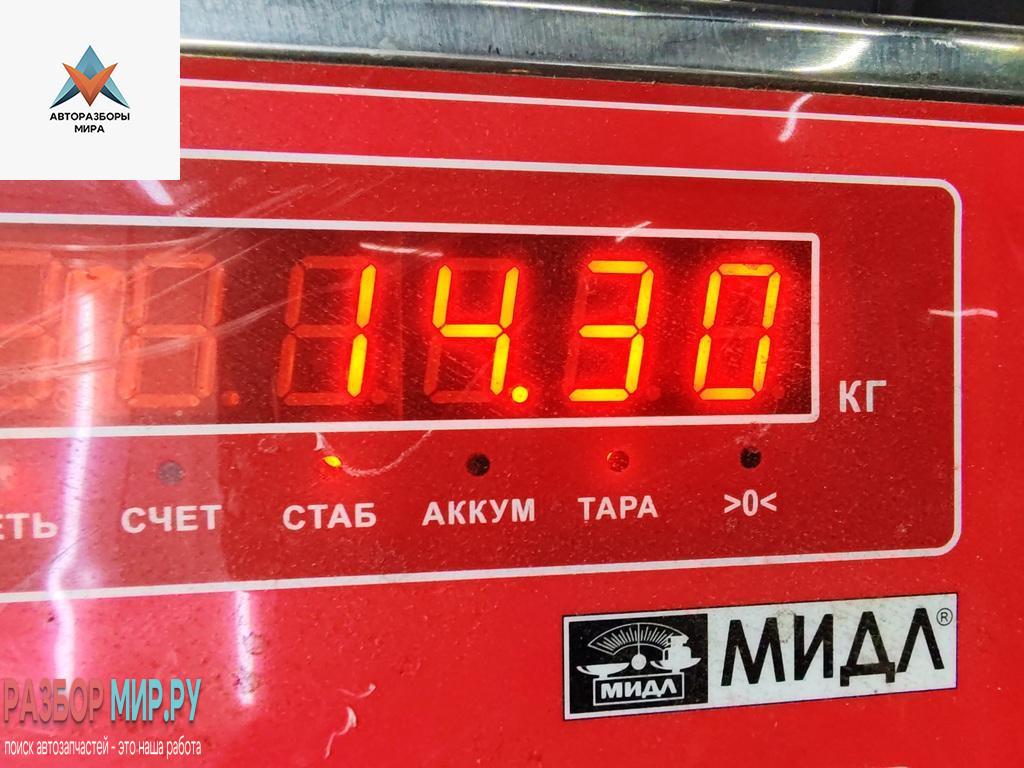 АВТОРАЗБОРЫ
МИРА
14.30
КГ
СЧЕТ СТАБ АККУМ ТАРА >0<
МИДЛ
МИДЛ®
РАЗБОР МИР.РУ
поиск автозапчастей - это наша работа